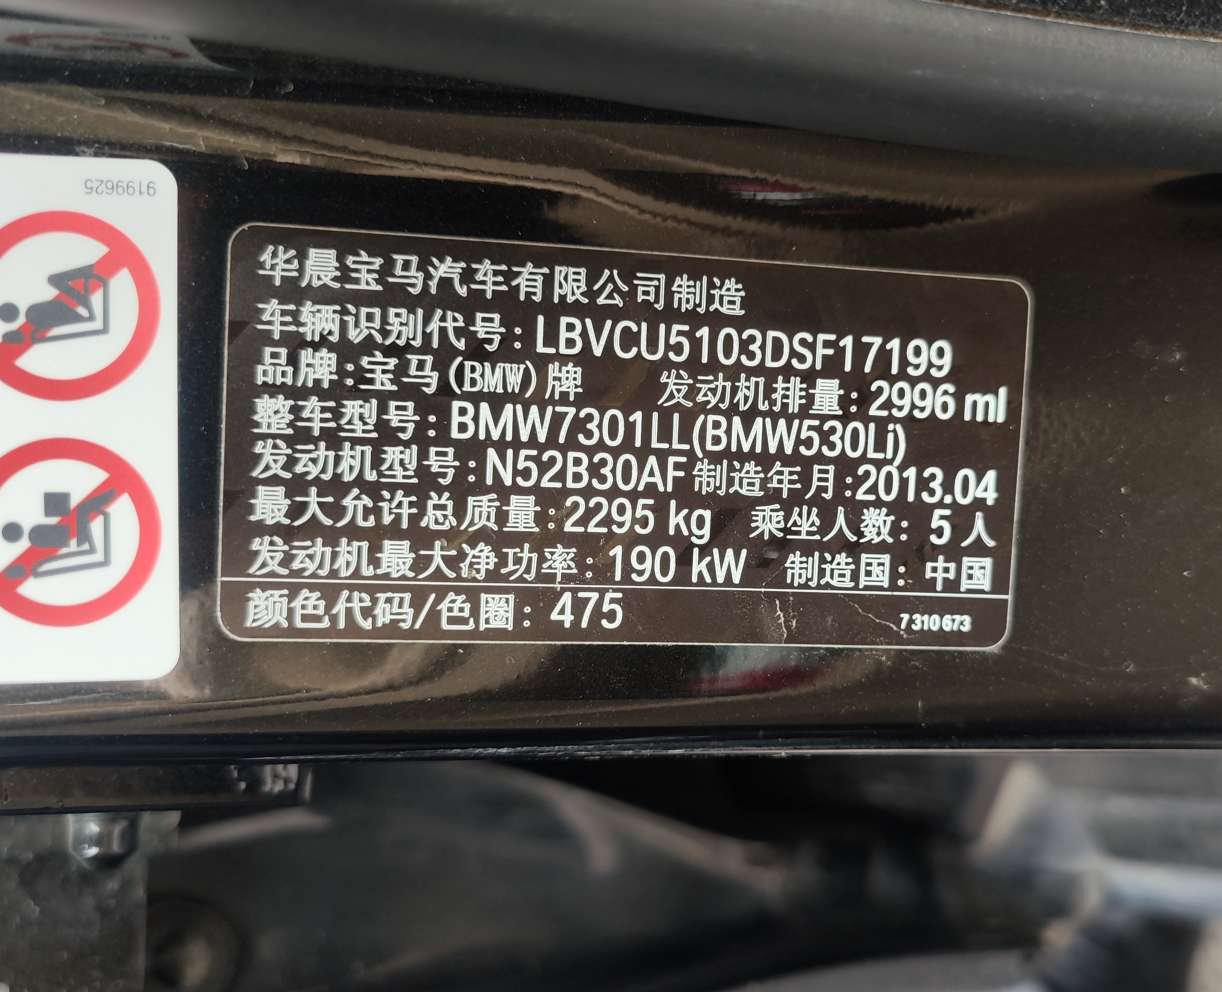 9199625
华晨宝马汽车有限公司制造
车辆识别代号：LBVCU5103DSF17199
品牌：宝马(BMW)牌 发动机排量：2996 ml
整车型号：BMW7301LL(BMW530Li)
发动机型号：N52B30AF 制造年月：2013.04
最大允许总质量：2295 kg 乘坐人数：5人
发动机最大净功率：190 kW 制造国：中国
颜色代码/色圈：475
7310673